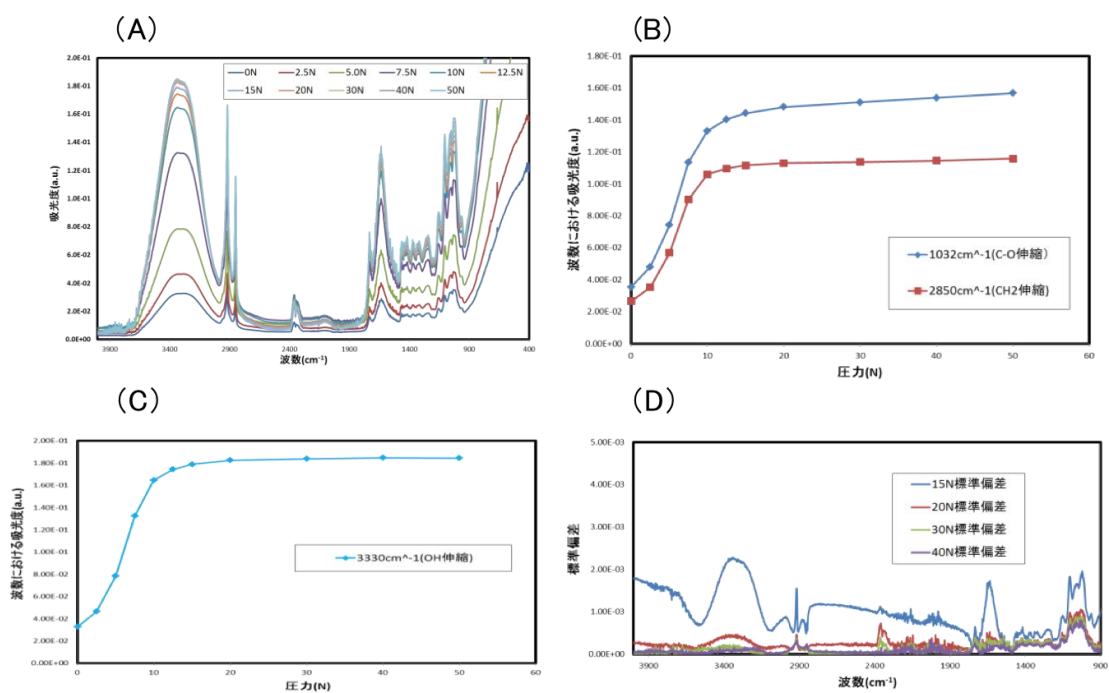 (A)
2.0E-01
1.8E-01
1.6E-01
1.4E-01
1.2E-01
1.0E-01
8.0E-02
6.0E-02
4.0E-02
2.0E-02
0.0E+00
吸光度(a.u.)
0N 2.5N 5.0N 7.5N 10N 12.5N
15N 20N 30N 40N 50N
3900 3400 2900 2400 1900 1400 900 400
波数(cm⁻¹)
(B)
1.80E-01
1.60E-01
1.40E-01
1.20E-01
1.00E-01
8.00E-02
6.00E-02
4.00E-02
2.00E-02
0.00E+00
波数における吸光度(a.u.)
1032cm^-1(C-O伸縮)
2850cm^-1(CH2伸縮)
0 10 20 30 40 50 60
圧力(N)
(C)
2.00E-01
1.80E-01
1.60E-01
1.40E-01
1.20E-01
1.00E-01
8.00E-02
6.00E-02
4.00E-02
2.00E-02
0.00E+00
波数における吸光度(a.u.)
3330cm^-1(OH伸縮)
0 10 20 30 40 50 60
圧力(N)
(D)
5.00E-03
4.00E-03
3.00E-03
2.00E-03
1.00E-03
0.00E+00
標準偏差
15N標準偏差
20N標準偏差
30N標準偏差
40N標準偏差
3900 3400 2900 2400 1900 1400 900
波数(cm⁻¹)